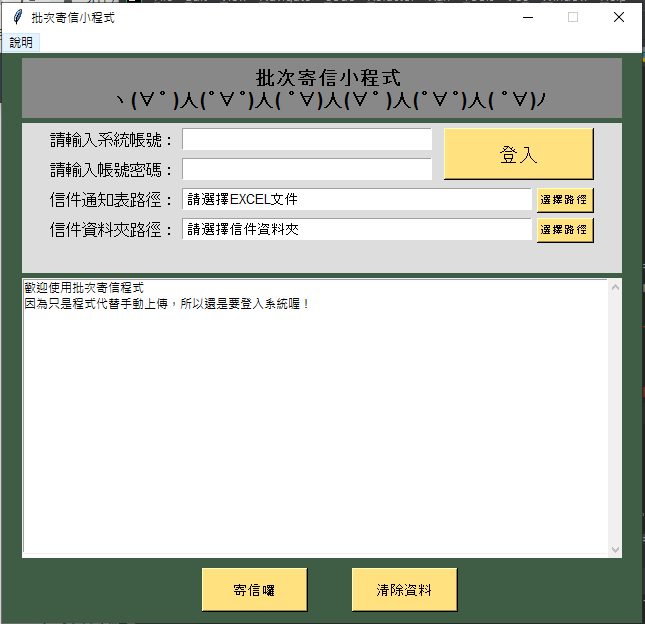 批次寄信小程式
說明
批次寄信小程式
ヽ(∀ﾟ)人(ﾟ∀ﾟ)人( ﾟ∀)人(∀ﾟ)人(ﾟ∀ﾟ)人( ﾟ∀)ﾉ
請輸入系統帳號：
登入
請輸入帳號密碼：
信件通知表路徑： 請選擇EXCEL文件 選擇路徑
信件資料夾路徑： 請選擇信件資料夾 選擇路徑
歡迎使用批次寄信程式
因為只是程式代替手動上傳，所以還是要登入系統喔！
寄信囉 清除資料